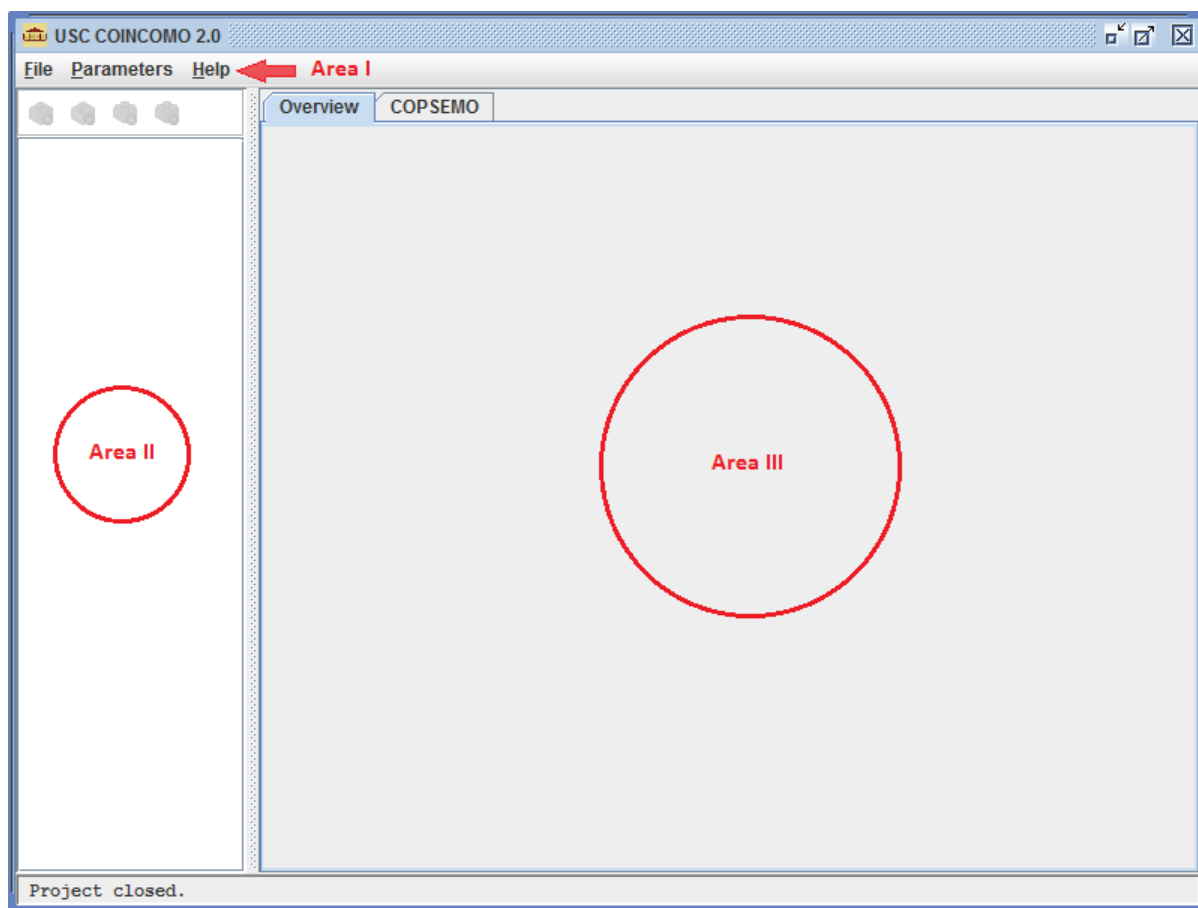 USC COINCOMO 2.0
File Parameters Help Area I
Overview COPSEMO
Area II
Area III
Project closed.